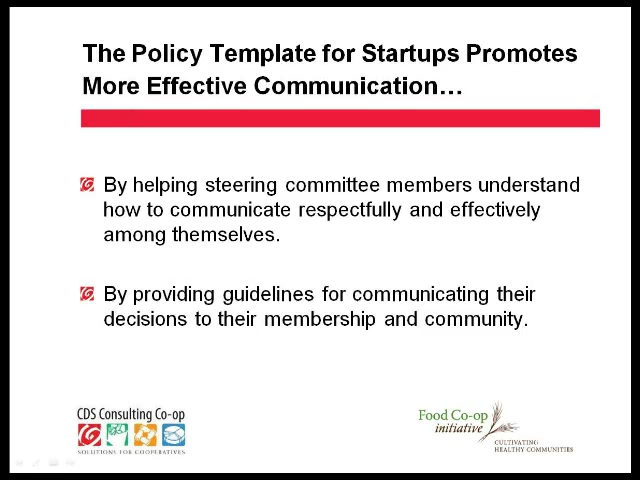 The Policy Template for Startups Promotes
More Effective Communication…
By helping steering committee members understand
how to communicate respectfully and effectively
among themselves.
By providing guidelines for communicating their
decisions to their membership and community.
CDS Consulting Co-op
SOLUTIONS FOR COOPERATIVES
Food Co-op
initiative
CULTIVATING
HEALTHY COMMUNITIES